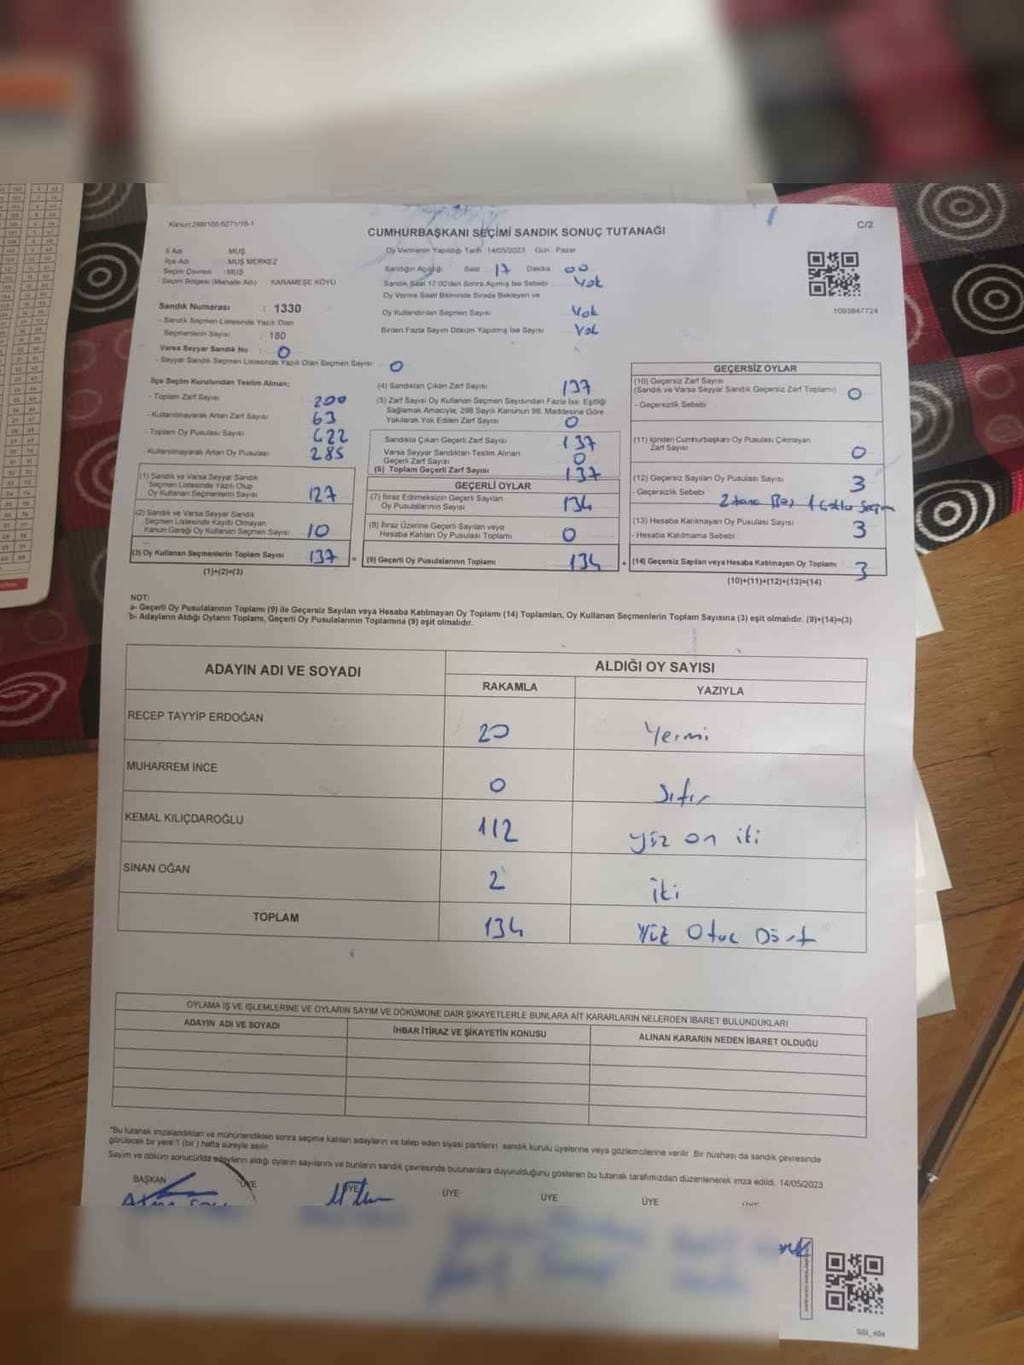 Kanun:298/105-6271/16-1
C/2
CUMHURBAŞKANI SEÇİMİ SANDIK SONUÇ TUTANAĞI
İl Adı MUŞ
İlçe Adı MUŞ MERKEZ
Seçim Çevresi :MUŞ
Seçim Bölgesi (Mahalle Adı) KARAMEŞE KÖYÜ
Oy Vermenin Yapıldığı Tarih 14/05/2023 Gün Pazar
Sandığın Açıldığı Saat 17 Dakika 00
Sandık Saat 17:00'den Sonra Açılmış İse Sebebi Yok
Oy Verme Saati Bitiminde Sırada Bekleyen ve
Oy Kullandırılan Seçmen Sayısı Yok
Birden Fazla Sayım Döküm Yapılmış İse Sayısı Yok
1093847724
Sandık Numarası : 1330
- Sandık Seçmen Listesinde Yazılı Olan
Seçmenlerin Sayısı : 180
Varsa Seyyar Sandık No : 0
- Seyyar Sandık Seçmen Listesinde Yazılı Olan Seçmen Sayısı 0
İlçe Seçim Kurulundan Teslim Alınan:
- Toplam Zarf Sayısı 200
- Kullanılmayarak Artan Zarf Sayısı 63
- Toplam Oy Pusulası Sayısı 422
- Kullanılmayarak Artan Oy Pusulası 285
(1) Sandık ve Varsa Seyyar Sandık
Seçmen Listesinde Yazılı Olup
Oy Kullanan Seçmenlerin Sayısı 127
(2) Sandık ve Varsa Seyyar Sandık
Seçmen Listesinde Kaydı Olmayan
Kanun Gereği Oy Kullanan Seçmen Sayısı 10
(3) Oy Kullanan Seçmenlerin Toplam Sayısı 137
(1)+(2)=(3)
(4) Sandıktan Çıkan Zarf Sayısı 137
(5) Zarf Sayısı Oy Kullanan Seçmen Sayısından Fazla İse, Eşitliği
Sağlamak Amacıyla, 298 Sayılı Kanunun 98. Maddesine Göre
Yakılarak Yok Edilen Zarf Sayısı 0
Sandıkta Çıkan Geçerli Zarf Sayısı 137
Varsa Seyyar Sandıktan Teslim Alınan
Geçerli Zarf Sayısı 0
(6) Toplam Geçerli Zarf Sayısı 137
GEÇERLİ OYLAR
(7) İtiraz Edilmeksizin Geçerli Sayılan
Oy Pusulalarının Sayısı 134
(8) İtiraz Üzerine Geçerli Sayılan veya
Hesaba Katılan Oy Pusulası Toplamı 0
(9) Geçerli Oy Pusulalarının Toplamı 134
GEÇERSİZ OYLAR
(10) Geçersiz Zarf Sayısı
(Sandık ve Varsa Seyyar Sandık Geçersiz Zarf Toplamı) 0
- Geçersizlik Sebebi
(11) İçinden Cumhurbaşkanı Oy Pusulası Çıkmayan
Zarf Sayısı 0
(12) Geçersiz Sayılan Oy Pusulası Sayısı 3
- Geçersizlik Sebebi 2 tane Boş 1
(13) Hesaba Katılmayan Oy Pusulası Sayısı 3
- Hesaba Katılmama Sebebi
(14) Geçersiz Sayılan veya Hesaba Katılmayan Oy Toplamı 3
(10)+(11)+(12)+(13)=(14)
NOT:
a- Geçerli Oy Pusulalarının Toplamı (9) ile Geçersiz Sayılan veya Hesaba Katılmayan Oy Toplamı (14) Toplamları, Oy Kullanan Seçmenlerin Toplam Sayısına (3) eşit olmalıdır. (9)+(14)=(3)
b- Adayların Aldığı Oyların Toplamı, Geçerli Oy Pusulalarının Toplamına (9) eşit olmalıdır.
ADAYIN ADI VE SOYADI
ALDIĞI OY SAYISI
RAKAMLA YAZIYLA
RECEP TAYYİP ERDOĞAN 20 Yermi
MUHARREM İNCE 0 Sıfır
KEMAL KILIÇDAROĞLU 112 yüz on iki
SİNAN OĞAN 2 iki
TOPLAM 134 Yüz Otuz Dört
OYLAMA İŞ VE İŞLEMLERİNE VE OYLARIN SAYIM VE DÖKÜMÜNE DAİR ŞİKAYETLERLE BUNLARA AİT KARARLARIN NELERDEN İBARET BULUNDUKLARI
ADAYIN ADI VE SOYADI İHBAR İTİRAZ VE ŞİKAYETİN KONUSU ALINAN KARARIN NEDEN İBARET OLDUĞU
"Bu tutanak imzalandıktan ve mühürlendikten sonra seçime katılan adayların ve talep eden siyasi partilerin sandık kurulu üyelerine veya gözlemcilerine verilir. Bir nushası da sandık çevresinde
görülecek bir yere 1 (bir ) hafta süreyle asılır.
Sayım ve döküm sonucunda adayların aldığı oyların sayılarını ve bunların sandık çevresinde bulunanlara duyurulduğunu gösteren bu tutanak tarafımızdan düzenlenerek imza edildi. 14/05/2023
BAŞKAN ÜYE ÜYE ÜYE ÜYE ÜYE